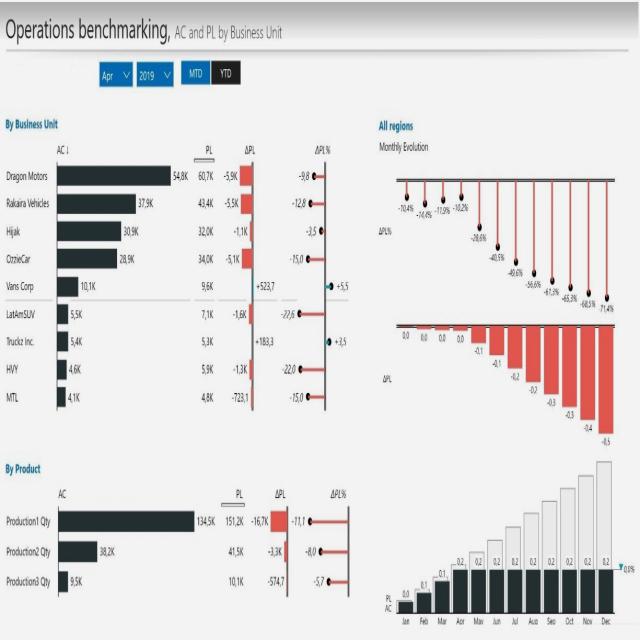 Operations benchmarking, AC and PL by Business Unit
Apr 2019 MTD YTD
By Business Unit
AC ↓ PL ΔPL ΔPL%
Dragon Motors 54,8K 60,7K -5,9K -9,8
Rakaira Vehicles 37,9K 43,4K -5,5K -12,8
Hijak 30,9K 32,0K -1,1K -3,5
OzzieCar 28,9K 34,0K -5,1K -15,0
Vans Corp 10,1K 9,6K +523,7 +5,5
LatAmSUV 5,5K 7,1K -1,6K -22,6
Truckz Inc. 5,4K 5,3K +183,3 +3,5
HVY 4,6K 5,9K -1,3K -22,0
MTL 4,1K 4,8K -723,1 -15,0
By Product
AC PL ΔPL ΔPL%
Production1 Qty 134,5K 151,2K -16,7K -11,1
Production2 Qty 38,2K 41,5K -3,3K -8,0
Production3 Qty 9,5K 10,1K -574,7 -5,7
All regions
Monthly Evolution
ΔPL%
-10,4% -14,4% -11,9% -10,2% -28,6% -40,5% -49,6% -56,6% -61,3% -65,3% -68,5% -71,4%
ΔPL
0,0 0,0 0,0 0,0 -0,1 -0,1 -0,2 -0,2 -0,3 -0,3 -0,4 -0,5
0,0 0,1 0,1 0,2 0,2 0,2 0,2 0,2 0,2 0,2 0,2 0,2 0,0%
PL
AC
Jan Feb Mar Apr May Jun Jul Aug Sep Oct Nov Dec